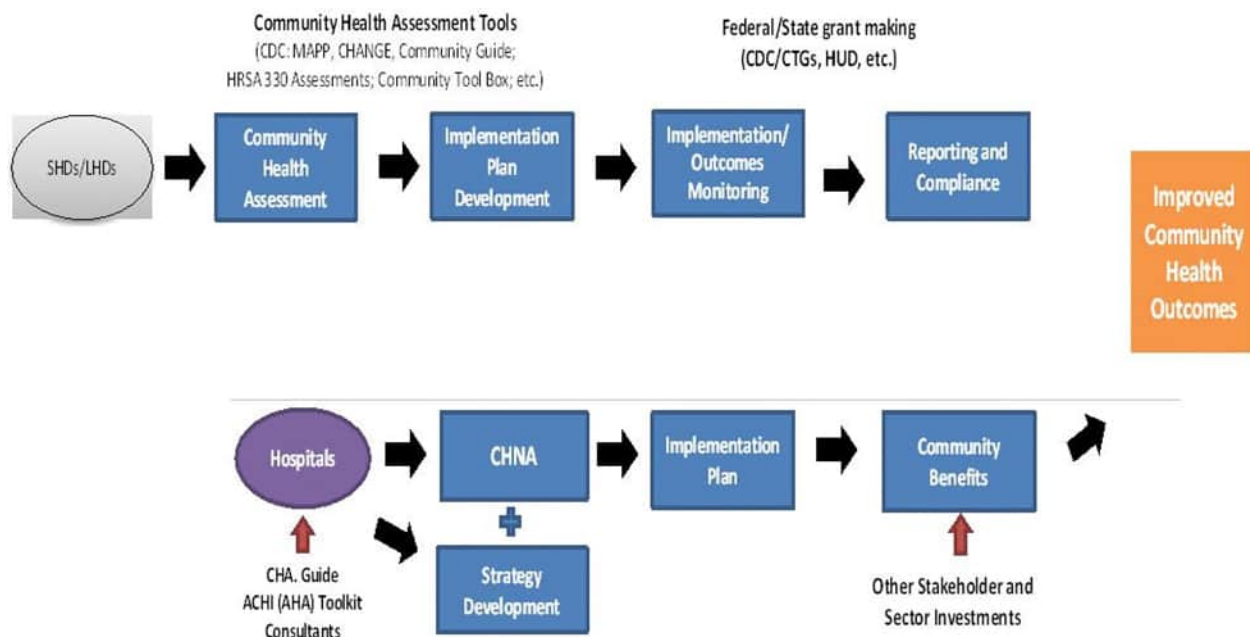 Community Health Assessment Tools
(CDC: MAPP, CHANGE, Community Guide;
HRSA 330 Assessments; Community Tool Box; etc.)
Federal/State grant making
(CDC/CTGs, HUD, etc.)
SHDs/LHDs
Community
Health
Assessment
Implementation
Plan
Development
Implementation/
Outcomes
Monitoring
Reporting and
Compliance
Improved
Community
Health
Outcomes
Hospitals
CHNA
Implementation
Plan
Community
Benefits
Strategy
Development
CHA. Guide
ACHI (AHA) Toolkit
Consultants
Other Stakeholder and
Sector Investments